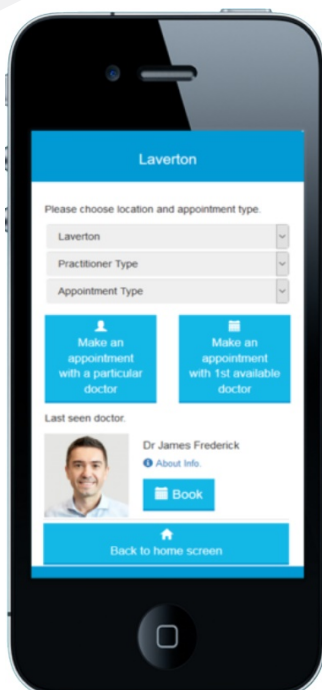 Laverton
Please choose location and appointment type.
Laverton
Practitioner Type
Appointment Type
Make an
appointment
with a particular
doctor
Make an
appointment
with 1st available
doctor
Last seen doctor.
Dr James Frederick
About Info.
Book
Back to home screen